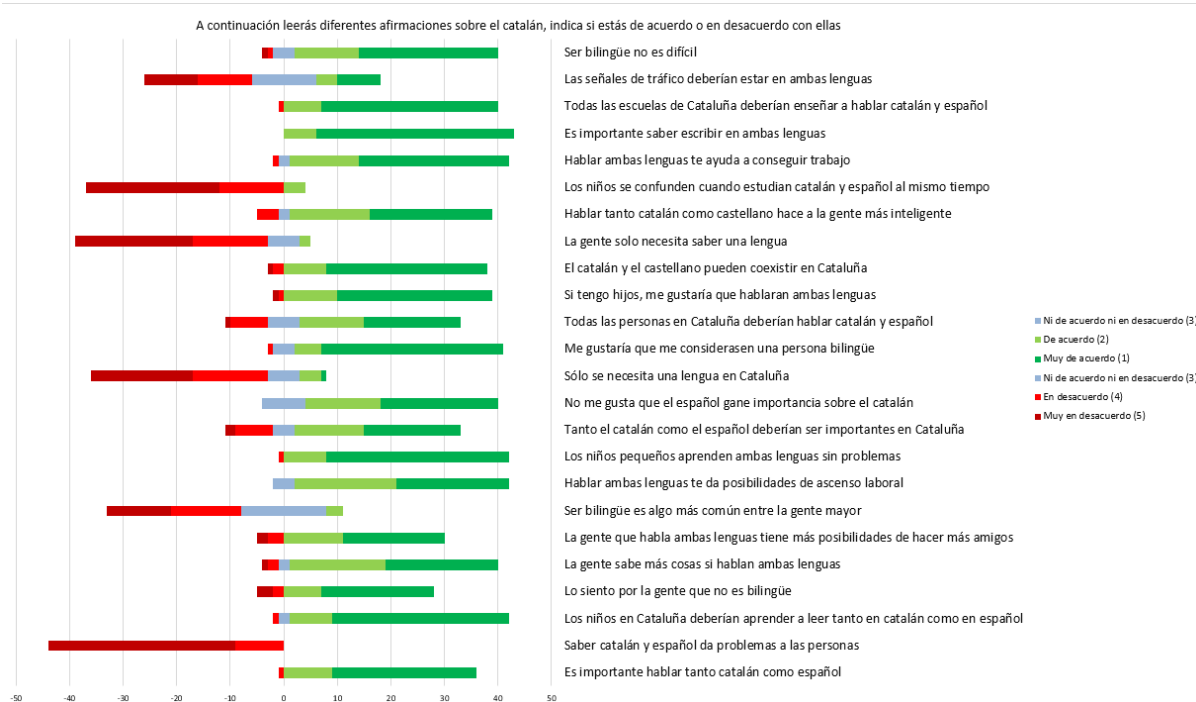 A continuación leerás diferentes afirmaciones sobre el catalán, indica si estás de acuerdo o en desacuerdo con ellas
Ser bilingüe no es difícil
Las señales de tráfico deberían estar en ambas lenguas
Todas las escuelas de Cataluña deberían enseñar a hablar catalán y español
Es importante saber escribir en ambas lenguas
Hablar ambas lenguas te ayuda a conseguir trabajo
Los niños se confunden cuando estudian catalán y español al mismo tiempo
Hablar tanto catalán como castellano hace a la gente más inteligente
La gente solo necesita saber una lengua
El catalán y el castellano pueden coexistir en Cataluña
Si tengo hijos, me gustaría que hablaran ambas lenguas
Todas las personas en Cataluña deberían hablar catalán y español
Me gustaría que me considerasen una persona bilingüe
Sólo se necesita una lengua en Cataluña
No me gusta que el español gane importancia sobre el catalán
Tanto el catalán como el español deberían ser importantes en Cataluña
Los niños pequeños aprenden ambas lenguas sin problemas
Hablar ambas lenguas te da posibilidades de ascenso laboral
Ser bilingüe es algo más común entre la gente mayor
La gente que habla ambas lenguas tiene más posibilidades de hacer más amigos
La gente sabe más cosas si hablan ambas lenguas
Lo siento por la gente que no es bilingüe
Los niños en Cataluña deberían aprender a leer tanto en catalán como en español
Saber catalán y español da problemas a las personas
Es importante hablar tanto catalán como español
-50 -40 -30 -20 -10 0 10 20 30 40 50
Ni de acuerdo ni en desacuerdo (3)
De acuerdo (2)
Muy de acuerdo (1)
Ni de acuerdo ni en desacuerdo (3)
En desacuerdo (4)
Muy en desacuerdo (5)